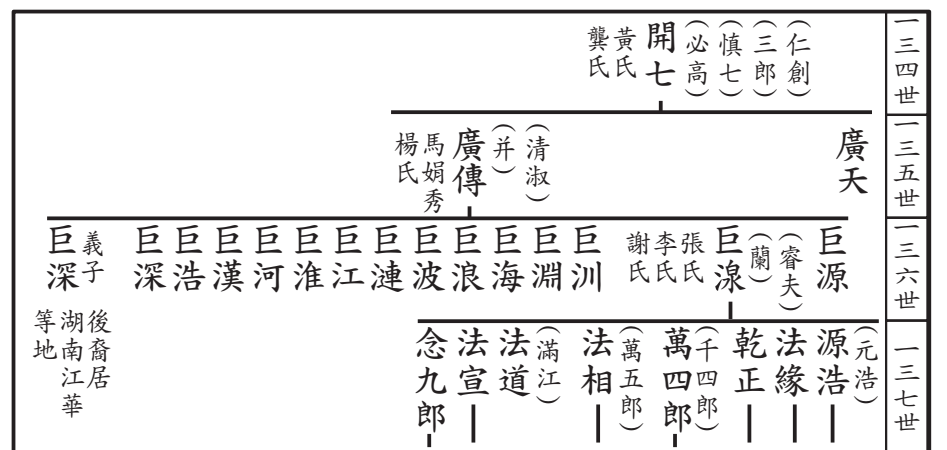 一三四世
（仁創）
（三郎）
（慎七）
（必高）
開七
黃氏
龔氏
一三五世
廣天
（清淑）
（并）
廣傳
馬娟秀
楊氏
一三六世
巨源
（睿夫）
（蘭）
巨湶
張氏
李氏
謝氏
巨洲
巨淵
巨海
巨浪
巨波
巨漣
巨江
巨淮
巨河
巨漢
巨浩
巨深
義子
巨深
後裔居
湖南江華
等地
一三七世
（元浩）
源浩
法緣
乾正
（千四郎）
萬四郎
（萬五郎）
法相
（滿江）
法道
法宣
念九郎